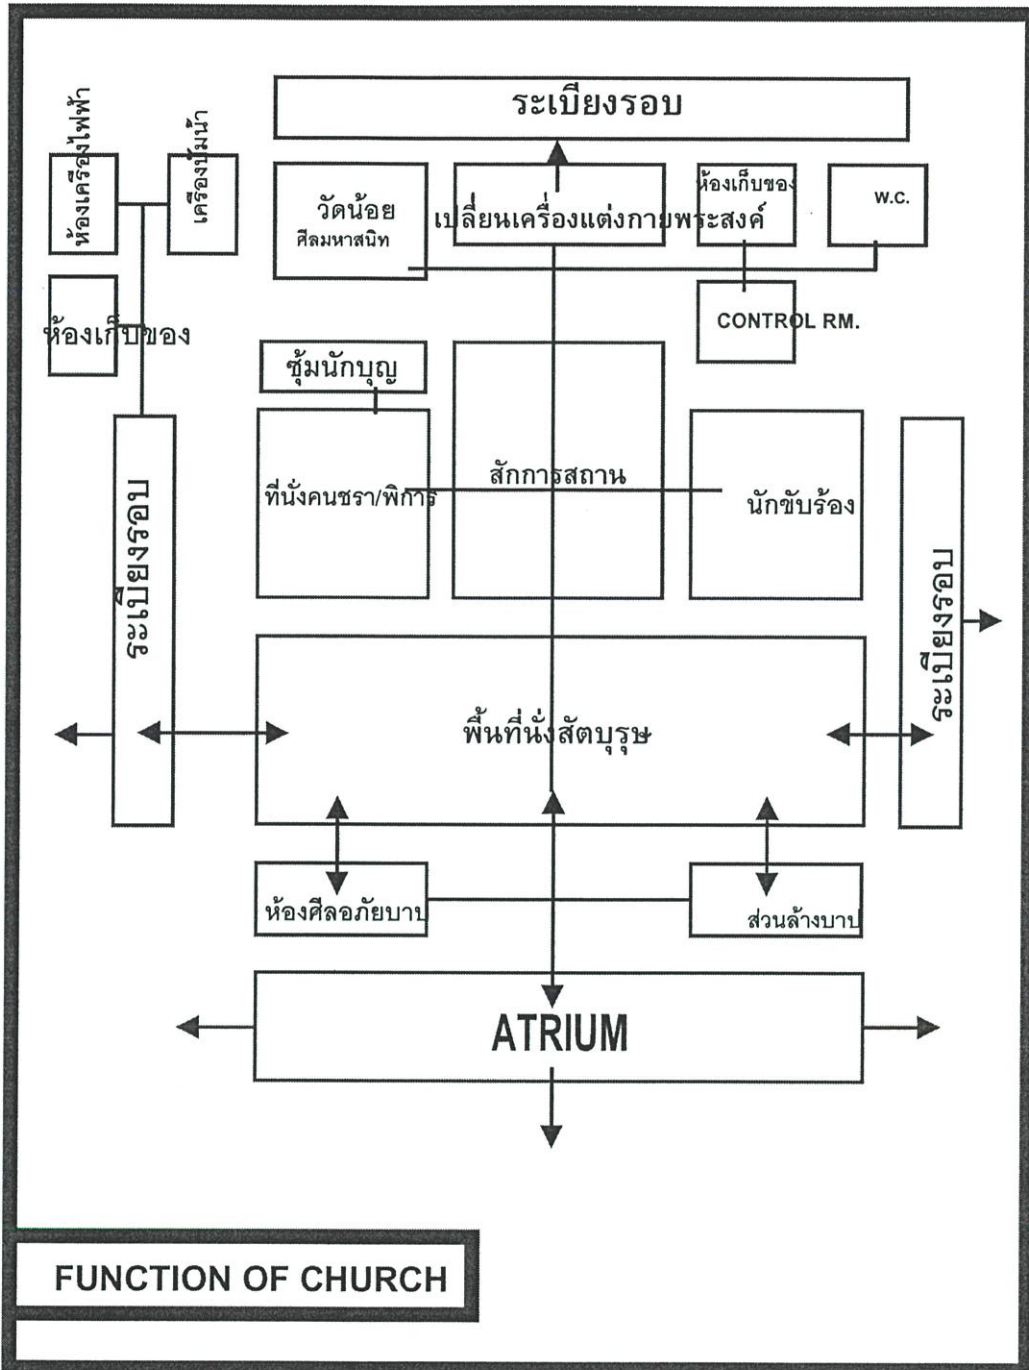 ระเบียงรอบ
ห้องเครื่องไฟฟ้า
เครื่องปั๊มน้ำ
วัดน้อย
ศีลมหาสนิท
เปลี่ยนเครื่องแต่งกายพระสงค์
ห้องเก็บของ
W.C.
ห้องเก็บของ
CONTROL RM.
ซุ้มนักบุญ
ที่นั่งคนชรา/พิการ
สักการสถาน
นักขับร้อง
ระเบียงรอบ
ระเบียงรอบ
พื้นที่นั่งสัตบุรุษ
ห้องศีลอภัยบาป
ส่วนล้างบาป
ATRIUM
FUNCTION OF CHURCH